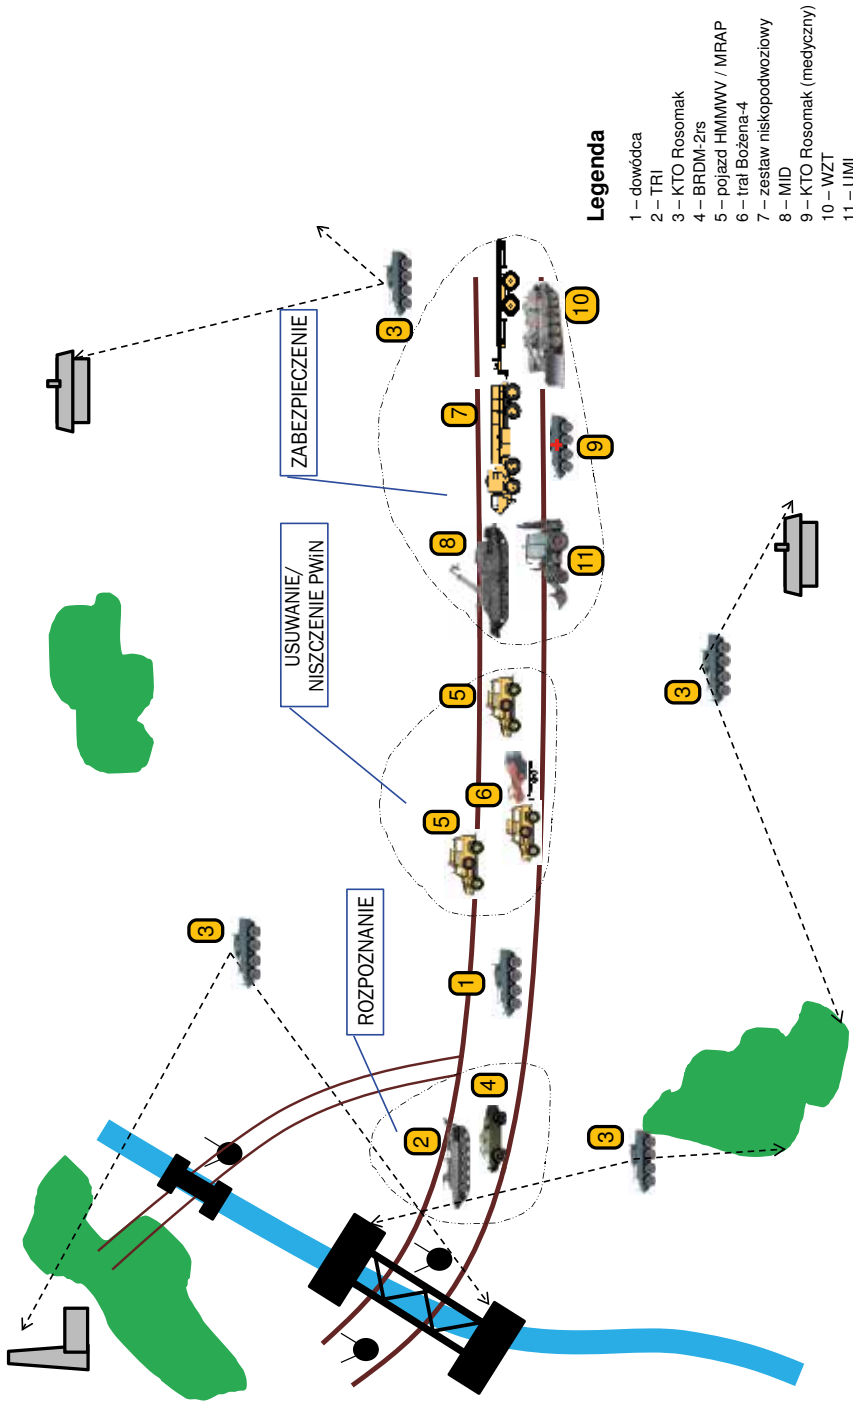 3
USUWANIE/
NISZCZENIE PWiN
ZABEZPIECZENIE
ROZPOZNANIE
3
2
5
8
7
5
1
6
4
10
11
9
3
3
Legenda
1 – dowódca
2 – TRI
3 – KTO Rosomak
4 – BRDM-2rs
5 – pojazd HMMWV / MRAP
6 – trał Bożena-4
7 – zestaw niskopodwoziowy
8 – MID
9 – KTO Rosomak (medyczny)
10 – WZT
11 – UMI